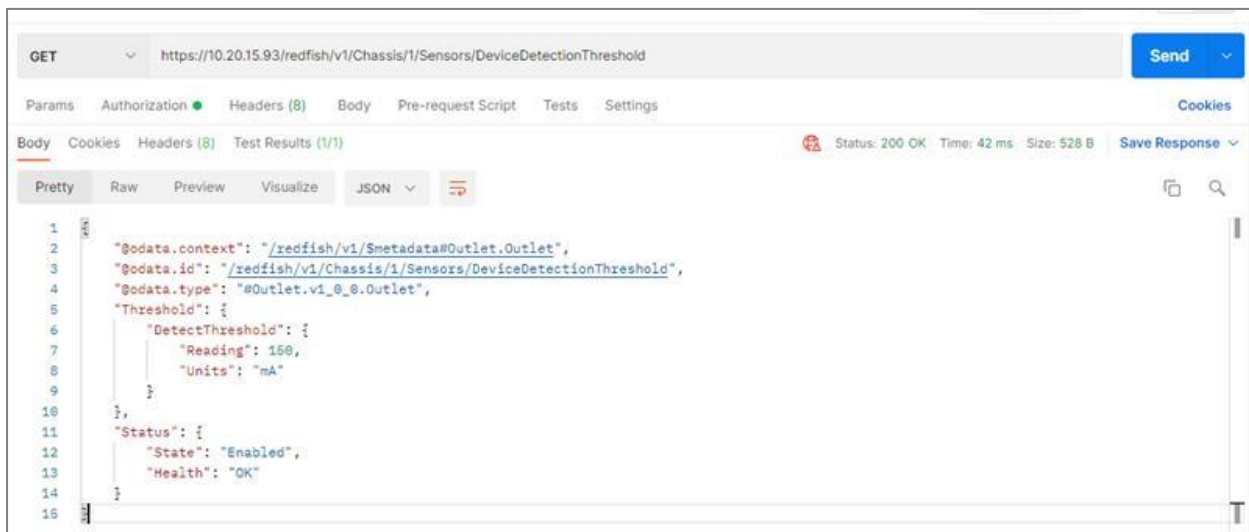 GET https://10.20.15.93/redfish/v1/Chassis/1/Sensors/DeviceDetectionThreshold Send
Params Authorization Headers (8) Body Pre-request Script Tests Settings Cookies
Body Cookies Headers (8) Test Results (1/1) Status: 200 OK Time: 42 ms Size: 528 B Save Response
Pretty Raw Preview Visualize JSON
1 {
2 "@odata.context": "/redfish/v1/$metadata#Outlet.Outlet",
3 "@odata.id": "/redfish/v1/Chassis/1/Sensors/DeviceDetectionThreshold",
4 "@odata.type": "#Outlet.v1_0_0.Outlet",
5 "Threshold": {
6 "DetectThreshold": {
7 "Reading": 150,
8 "Units": "mA"
9 }
10 },
11 "Status": {
12 "State": "Enabled",
13 "Health": "OK"
14 }
15 }